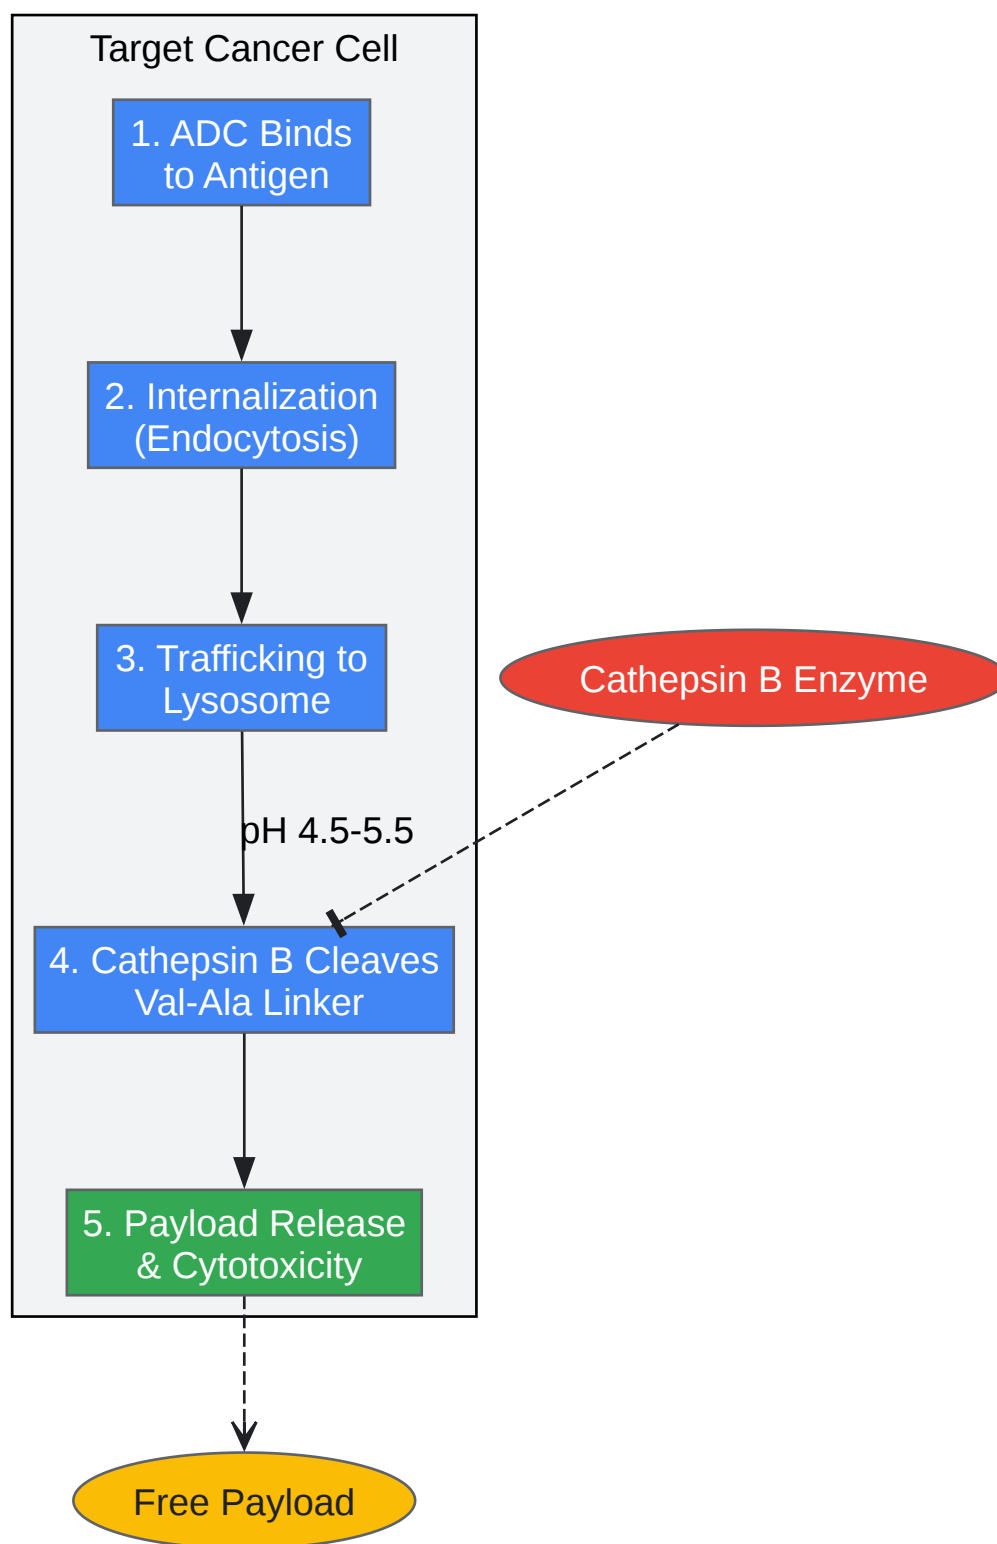 Target Cancer Cell
1. ADC Binds
to Antigen
2. Internalization
(Endocytosis)
3. Trafficking to
Lysosome
Cathepsin B Enzyme
pH 4.5-5.5
4. Cathepsin B Cleaves
Val-Ala Linker
5. Payload Release
& Cytotoxicity
Free Payload